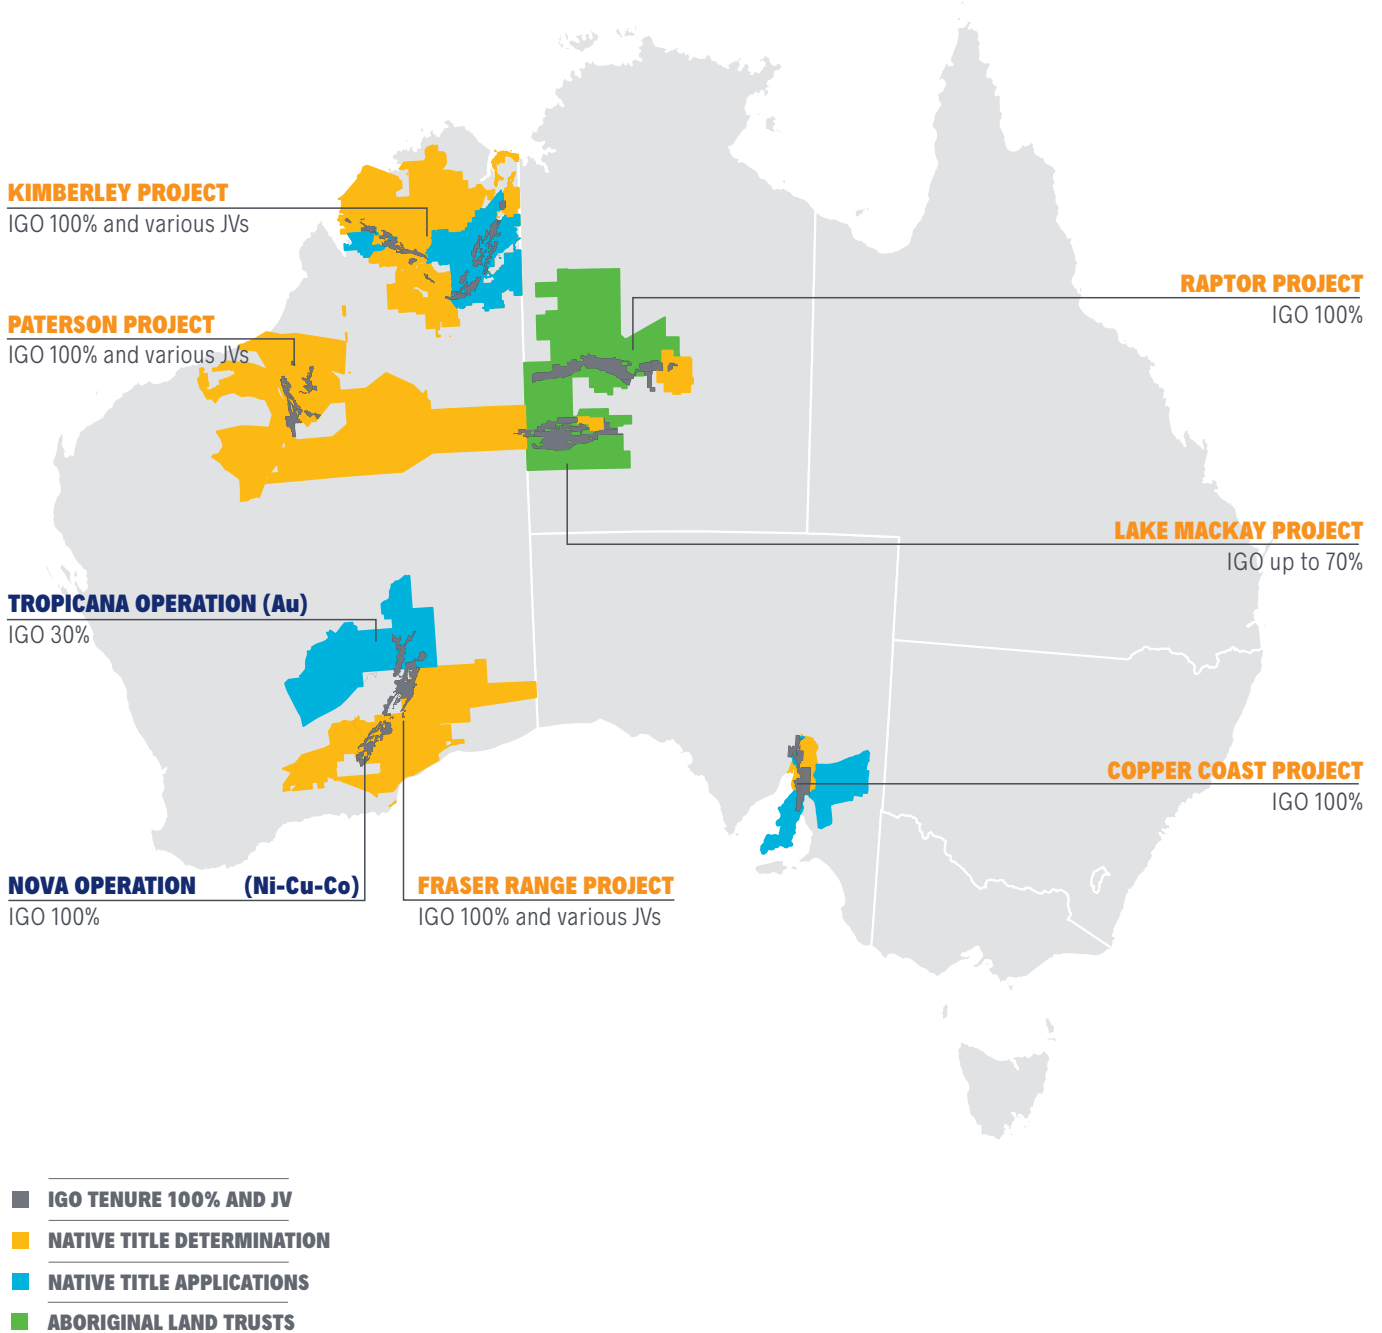 KIMBERLEY PROJECT
IGO 100% and various JVs
PATERSON PROJECT
IGO 100% and various JVs
RAPTOR PROJECT
IGO 100%
LAKE MACKAY PROJECT
IGO up to 70%
TROPICANA OPERATION (Au)
IGO 30%
COPPER COAST PROJECT
IGO 100%
NOVA OPERATION (Ni-Cu-Co)
IGO 100%
FRASER RANGE PROJECT
IGO 100% and various JVs
IGO TENURE 100% AND JV
NATIVE TITLE DETERMINATION
NATIVE TITLE APPLICATIONS
ABORIGINAL LAND TRUSTS